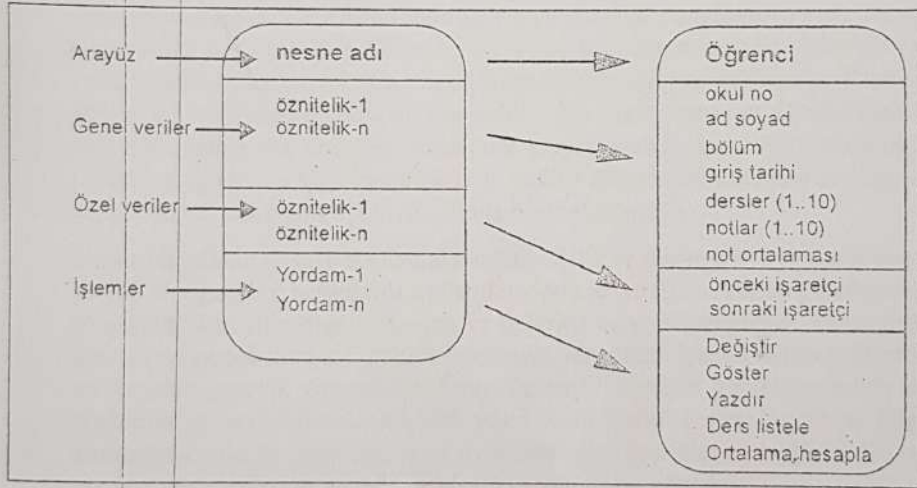 Arayüz
Genel veriler
Özel veriler
İşlemler
nesne adı
öznitelik-1
öznitelik-n
öznitelik-1
öznitelik-n
Yordam-1
Yordam-n
Öğrenci
okul no
ad soyad
bölüm
giriş tarihi
dersler (1..10)
notlar (1..10)
not ortalaması
önceki işaretçi
sonraki işaretçi
Değiştir
Göster
Yazdır
Ders listele
Ortalama,hesapla